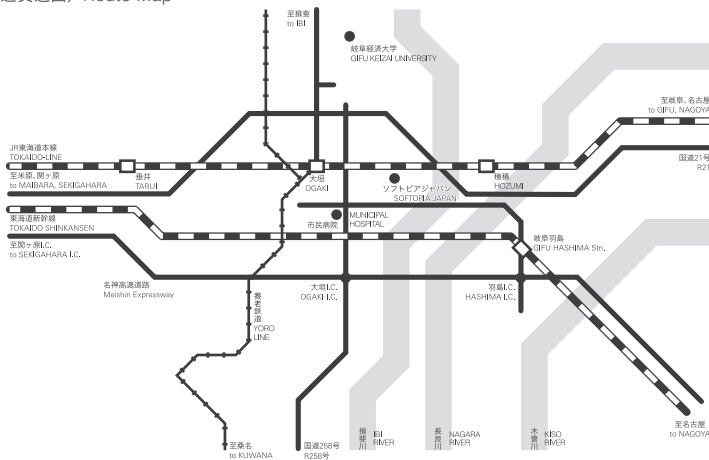 Route Map
至揖斐
to IBI
岐阜経済大学
GIFU KEIZAI UNIVERSITY
至岐阜、名古屋
to GIFU, NAGOYA
JR東海道本線
TOKAIDO-LINE
至米原、関ヶ原
to MAIBARA, SEKIGAHARA
垂井
TARUI
大垣
OGAKI
穂積
HOZUMI
国道21号
R21
ソフトピアジャパン
SOFTOPIA JAPAN
東海道新幹線
TOKAIDO SHINKANSEN
市民病院
MUNICIPAL
HOSPITAL
至関ヶ原I.C.
to SEKIGAHARA I.C.
岐阜羽島
GIFU HASHIMA Stn.
名神高速道路
Meishin Expressway
養老鉄道
YORO
LINE
大垣I.C.
OGAKI I.C.
羽島I.C.
HASHIMA I.C.
至桑名
to KUWANA
国道258号
R258号
揖斐川
IBI
RIVER
長良川
NAGARA
RIVER
木曽川
KISO
RIVER
至名古屋
to NAGOYA